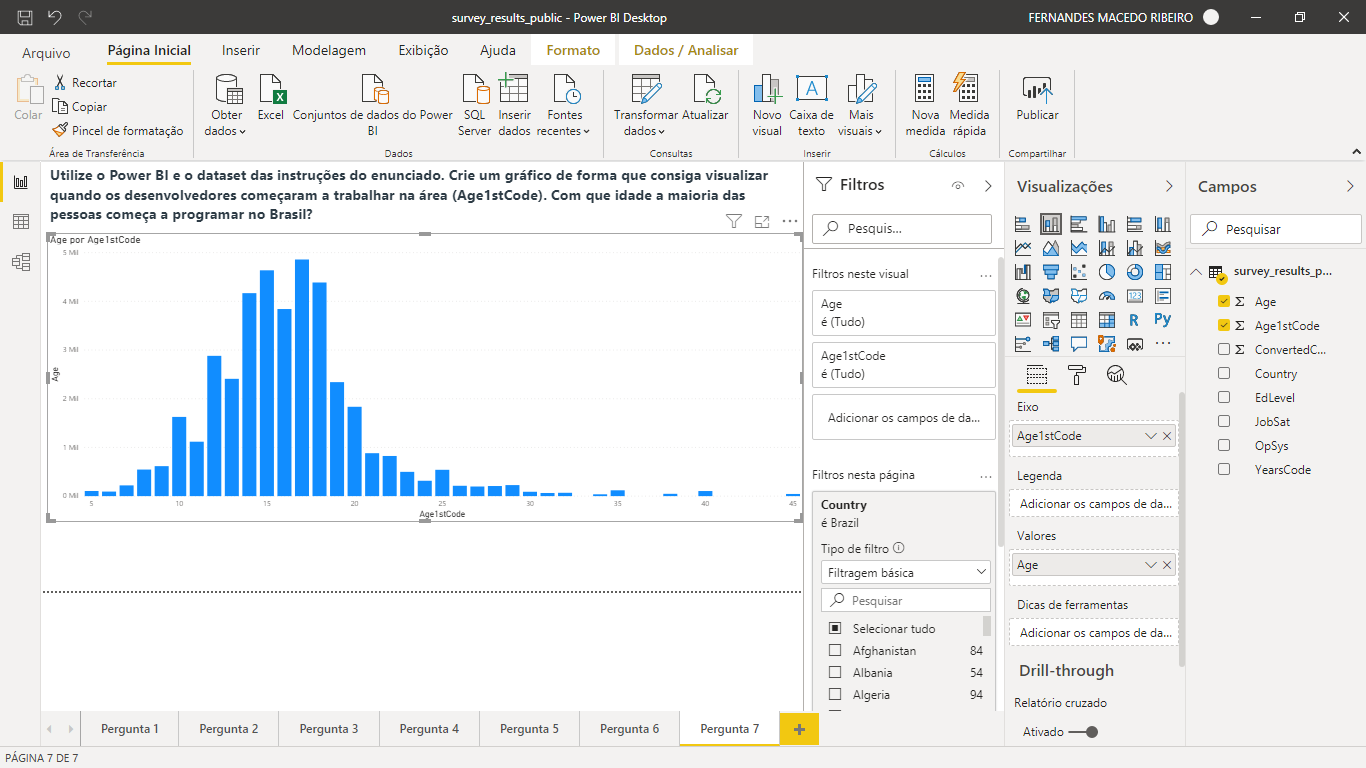 survey_results_public - Power BI Desktop
FERNANDES MACEDO RIBEIRO
Arquivo
Página Inicial
Inserir
Modelagem
Exibição
Ajuda
Formato
Dados / Analisar
Colar
Recortar
Copiar
Pincel de formatação
Área de Transferência
Obter dados
Excel
Conjuntos de dados do Power BI
SQL Server
Inserir dados
Fontes recentes
Dados
Transformar dados
Atualizar
Consultas
Novo visual
Caixa de texto
Mais visuais
Inserir
Nova medida
Medida rápida
Cálculos
Publicar
Compartilhar
Utilize o Power BI e o dataset das instruções do enunciado. Crie um gráfico de forma que consiga visualizar
quando os desenvolvedores começaram a trabalhar na área (Age1stCode). Com que idade a maioria das
pessoas começa a programar no Brasil?
Age por Age1stCode
5 Mil
4 Mil
3 Mil
2 Mil
1 Mil
0 Mil
Age
5 10 15 20 25 30 35 40 45
Age1stCode
Filtros
Pesquis...
Filtros neste visual
Age
é (Tudo)
Age1stCode
é (Tudo)
Adicionar os campos de da...
Filtros nesta página
Country
é Brazil
Tipo de filtro
Filtragem básica
Pesquisar
Selecionar tudo
Afghanistan 84
Albania 54
Algeria 94
Visualizações
R
Py
123
Eixo
Age1stCode
Legenda
Adicionar os campos de da...
Valores
Age
Dicas de ferramentas
Adicionar os campos de da...
Drill-through
Relatório cruzado
Ativado
Campos
Pesquisar
survey_results_p...
Σ Age
Σ Age1stCode
Σ ConvertedC...
Country
EdLevel
JobSat
OpSys
YearsCode
Pergunta 1
Pergunta 2
Pergunta 3
Pergunta 4
Pergunta 5
Pergunta 6
Pergunta 7
PÁGINA 7 DE 7